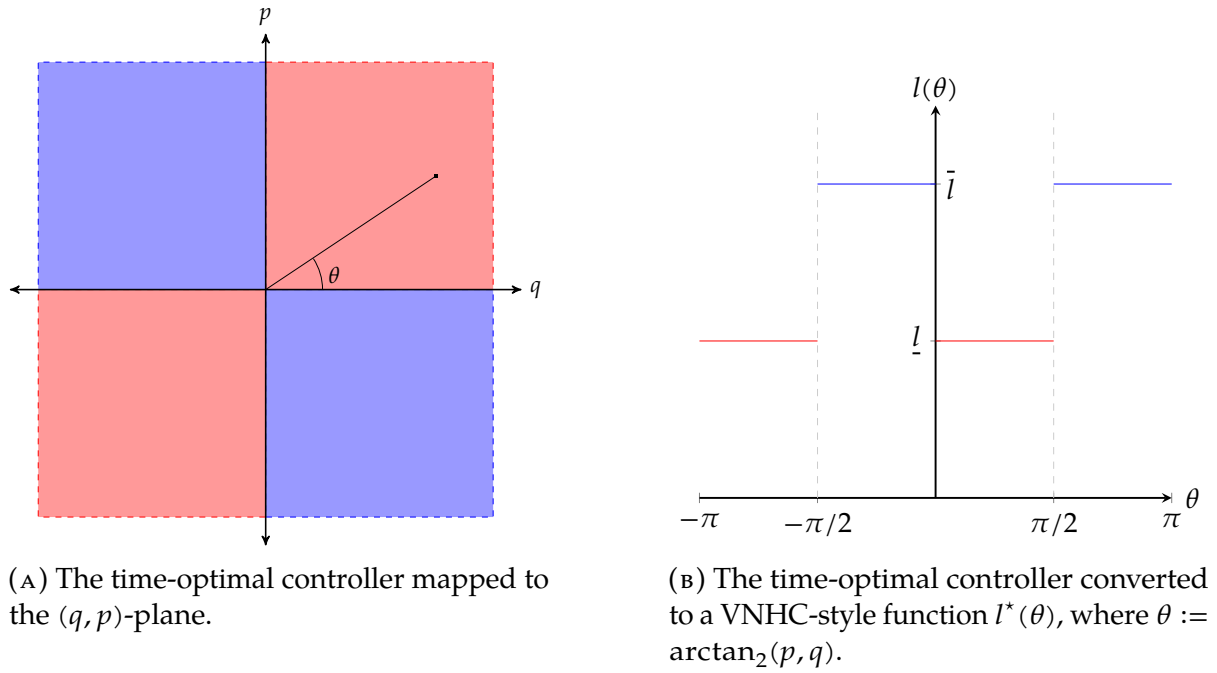 p
θ
q
(A) The time-optimal controller mapped to
the (q, p)-plane.
l(θ)
l̄
l̲
θ
−π
−π/2
π/2
π
(B) The time-optimal controller converted
to a VNHC-style function l⋆(θ), where θ :=
arctan₂(p, q).